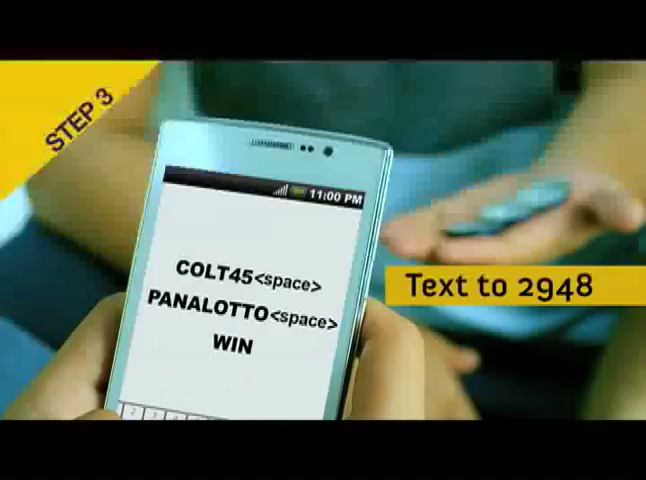 STEP 3
11:00 PM
COLT45<space>
PANALOTTO<space>
WIN
Text to 2948